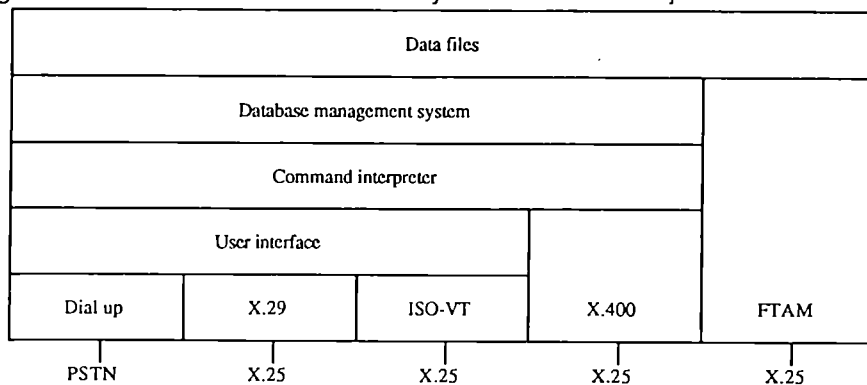 Data files
Database management system
Command interpreter
User interface
Dial up X.29 ISO-VT X.400 FTAM
PSTN X.25 X.25 X.25 X.25